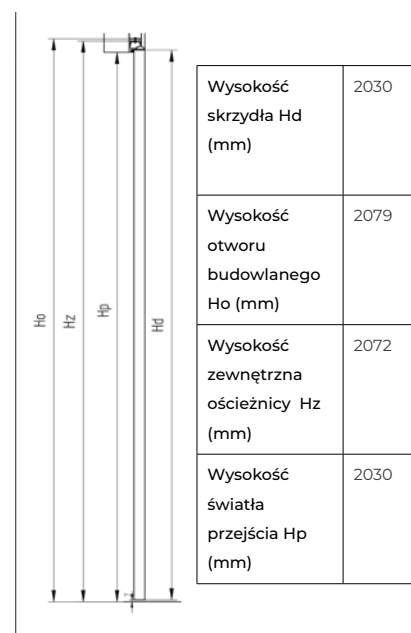 Ho
Hz
Hp
Hd
Wysokość 2030
skrzydła Hd
(mm)
Wysokość 2079
otworu
budowlanego
Ho (mm)
Wysokość 2072
zewnętrzna
ościeżnicy Hz
(mm)
Wysokość 2030
światła
przejścia Hp
(mm)